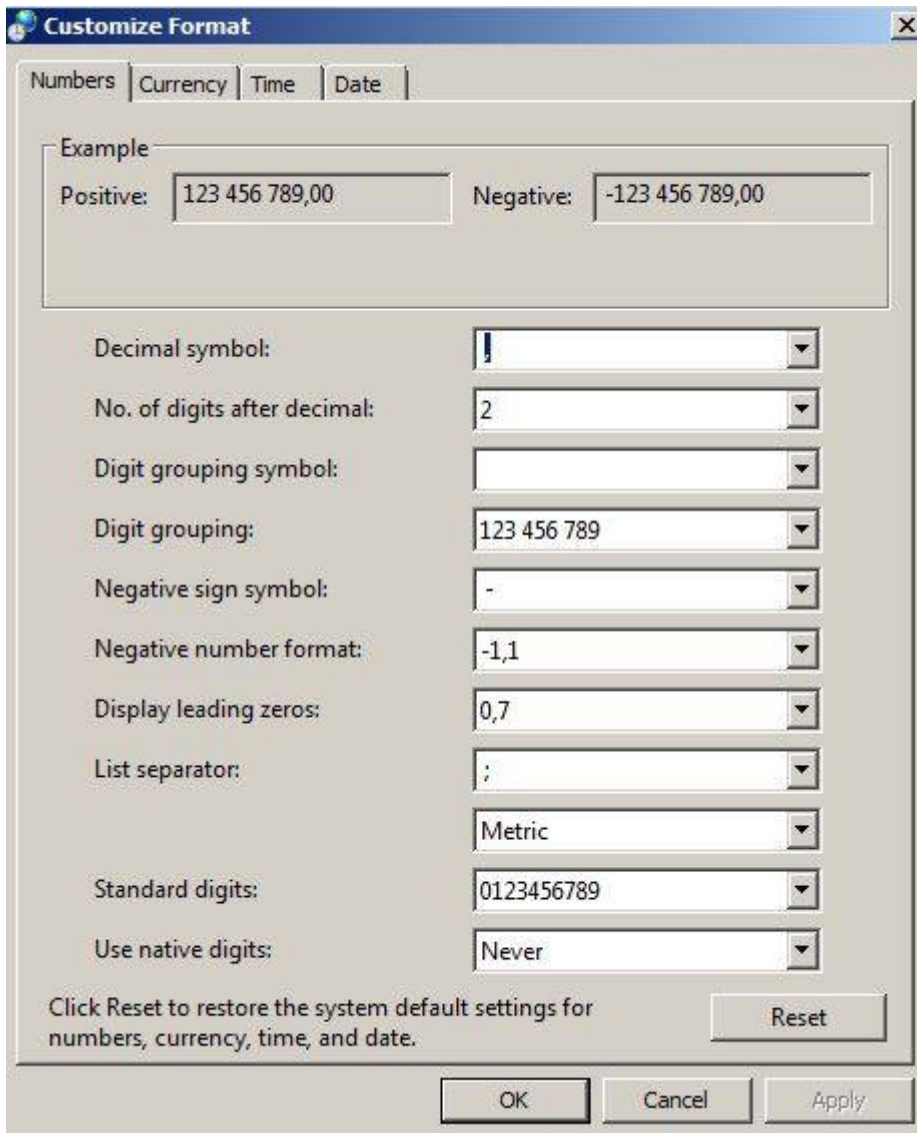 Customize Format
Numbers Currency Time Date
Example
Positive: 123 456 789,00 Negative: -123 456 789,00
Decimal symbol: ,
No. of digits after decimal: 2
Digit grouping symbol:
Digit grouping: 123 456 789
Negative sign symbol: -
Negative number format: -1,1
Display leading zeros: 0,7
List separator: ;
Metric
Standard digits: 0123456789
Use native digits: Never
Click Reset to restore the system default settings for
numbers, currency, time, and date.
Reset
OK Cancel Apply